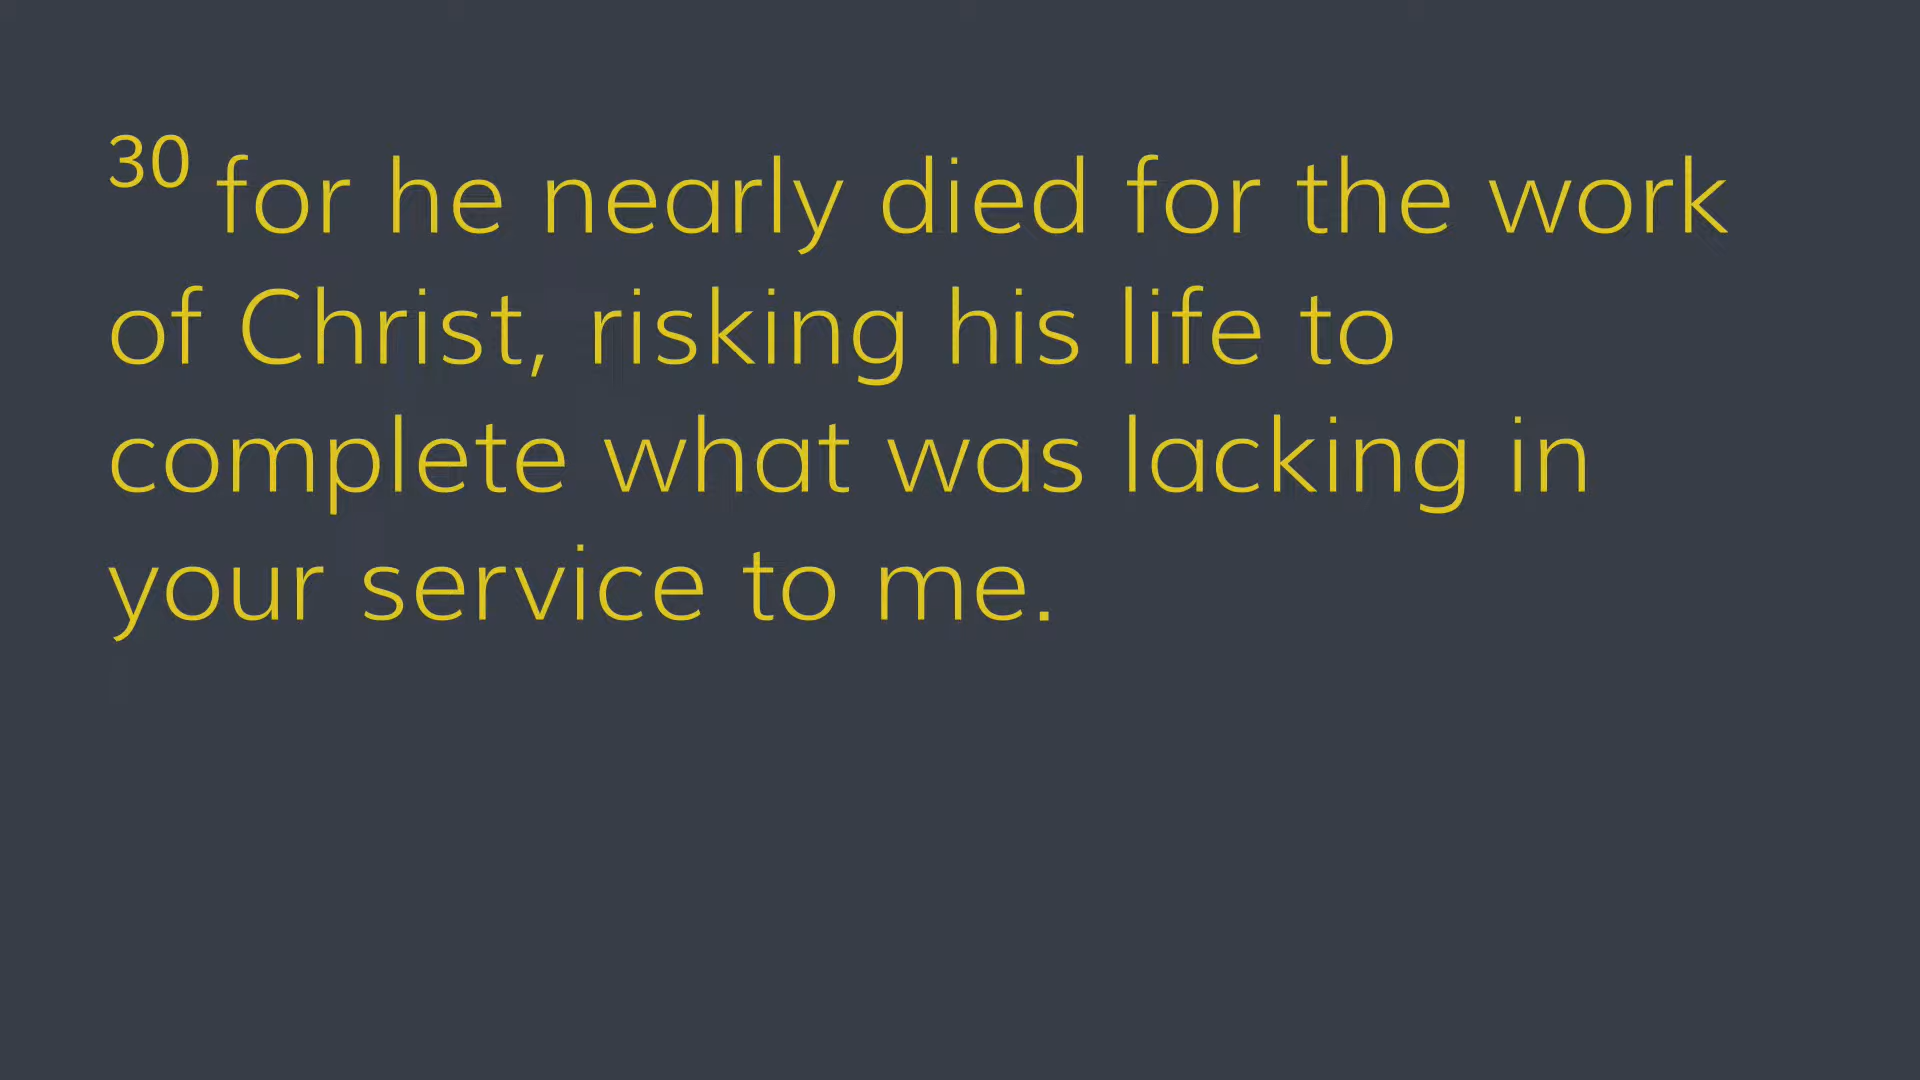 30 for he nearly died for the work
of Christ, risking his life to
complete what was lacking in
your service to me.